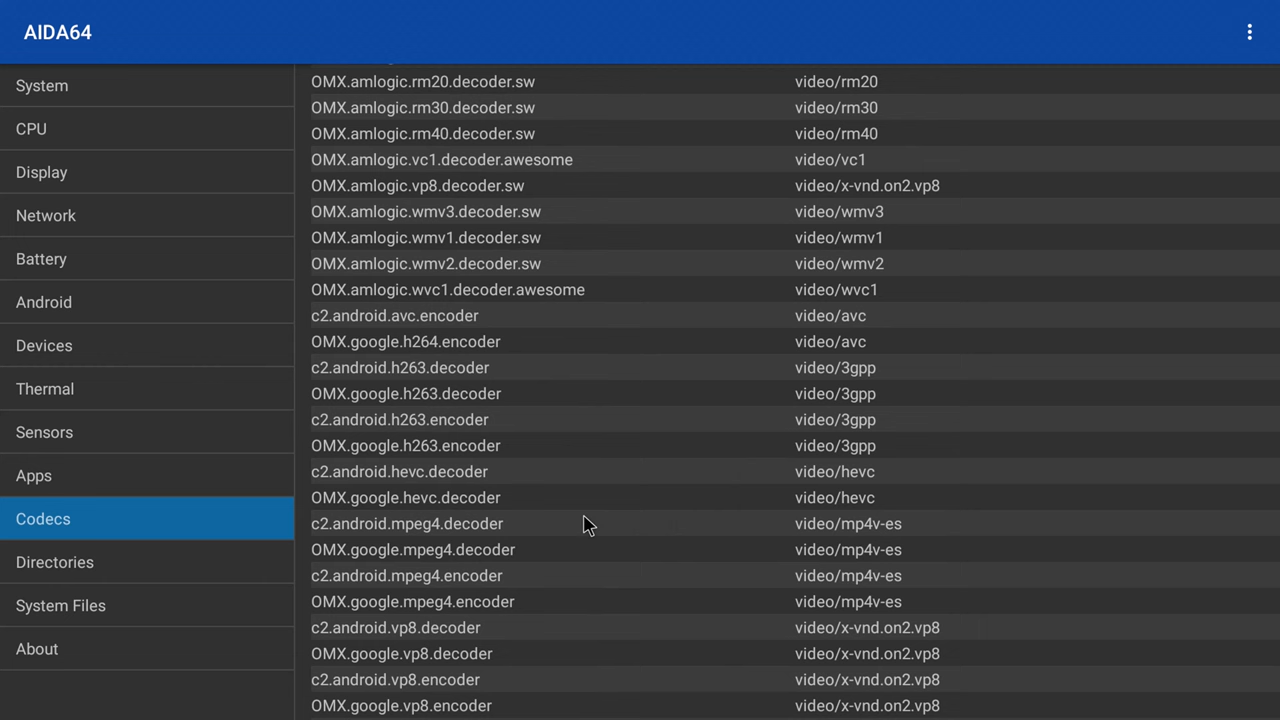 AIDA64
System
CPU
Display
Network
Battery
Android
Devices
Thermal
Sensors
Apps
Codecs
Directories
System Files
About
OMX.amlogic.rm20.decoder.sw video/rm20
OMX.amlogic.rm30.decoder.sw video/rm30
OMX.amlogic.rm40.decoder.sw video/rm40
OMX.amlogic.vc1.decoder.awesome video/vc1
OMX.amlogic.vp8.decoder.sw video/x-vnd.on2.vp8
OMX.amlogic.wmv3.decoder.sw video/wmv3
OMX.amlogic.wmv1.decoder.sw video/wmv1
OMX.amlogic.wmv2.decoder.sw video/wmv2
OMX.amlogic.wvc1.decoder.awesome video/wvc1
c2.android.avc.encoder video/avc
OMX.google.h264.encoder video/avc
c2.android.h263.decoder video/3gpp
OMX.google.h263.decoder video/3gpp
c2.android.h263.encoder video/3gpp
OMX.google.h263.encoder video/3gpp
c2.android.hevc.decoder video/hevc
OMX.google.hevc.decoder video/hevc
c2.android.mpeg4.decoder video/mp4v-es
OMX.google.mpeg4.decoder video/mp4v-es
c2.android.mpeg4.encoder video/mp4v-es
OMX.google.mpeg4.encoder video/mp4v-es
c2.android.vp8.decoder video/x-vnd.on2.vp8
OMX.google.vp8.decoder video/x-vnd.on2.vp8
c2.android.vp8.encoder video/x-vnd.on2.vp8
OMX.google.vp8.encoder video/x-vnd.on2.vp8